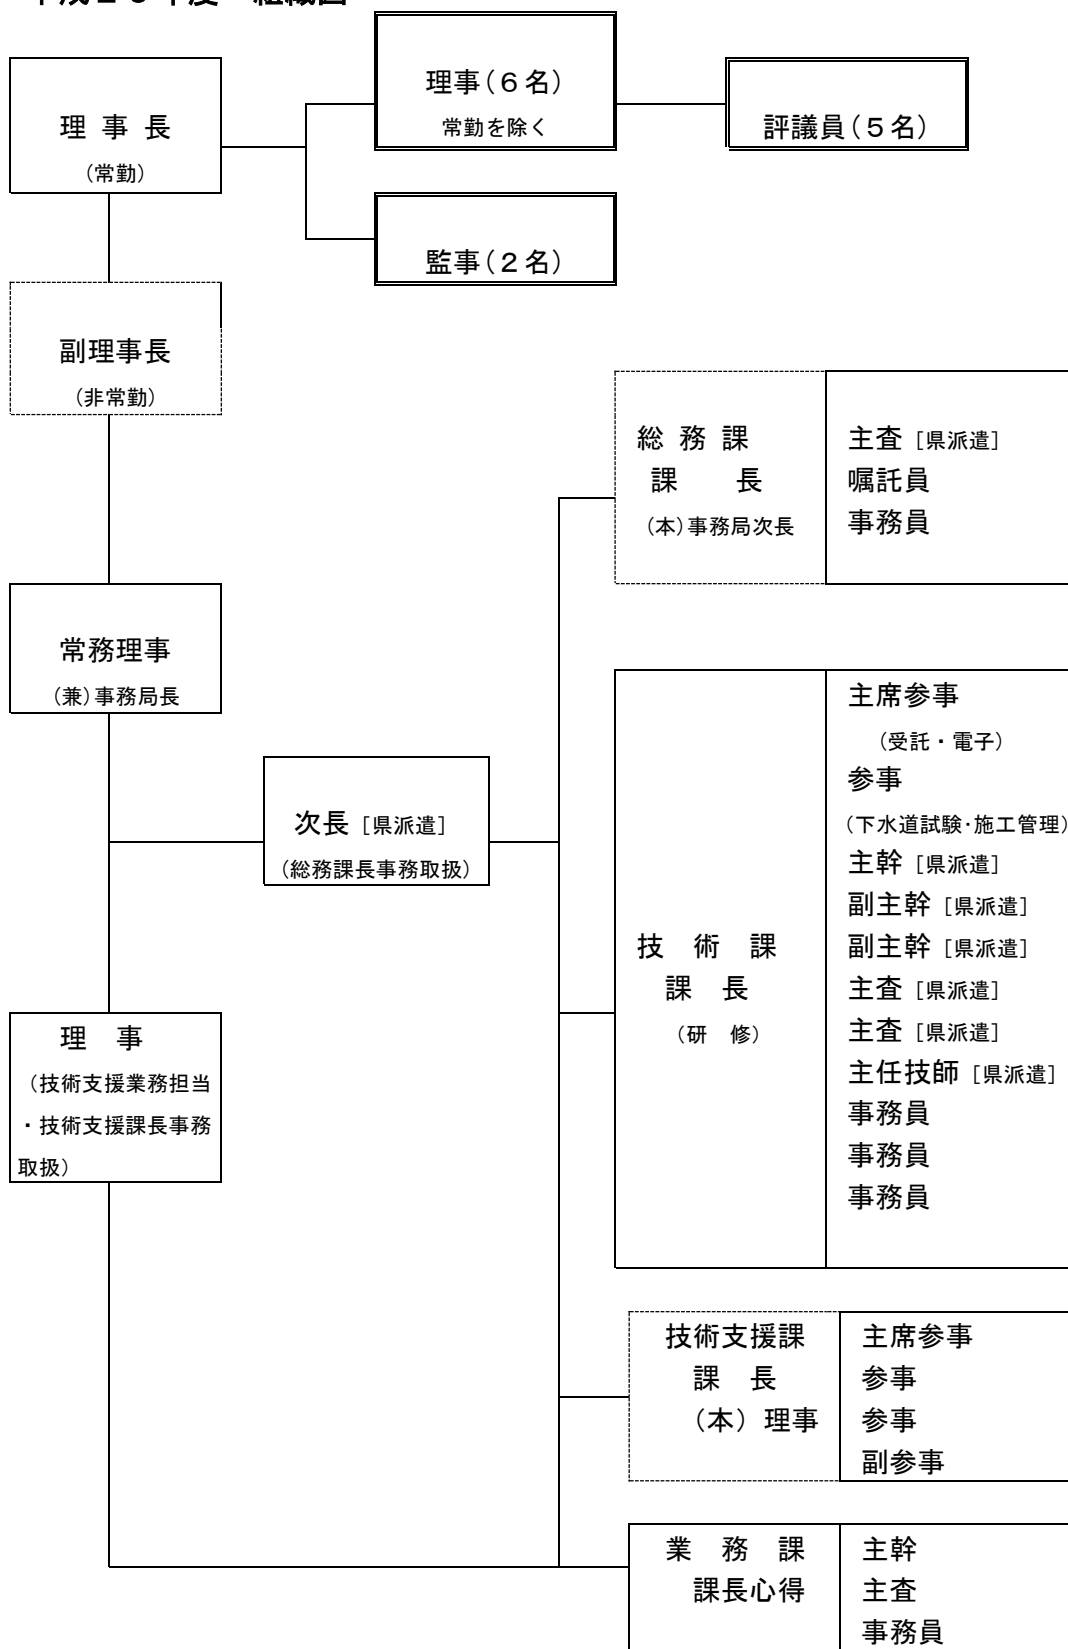 理 事 長
(常勤)
理事(6名)
常勤を除く
評議員(5名)
監事(2名)
副理事長
(非常勤)
総 務 課
課 長
(本)事務局次長
主査 [県派遣]
嘱託員
事務員
常務理事
(兼)事務局長
次長 [県派遣]
(総務課長事務取扱)
理 事
(技術支援業務担当
・技術支援課長事務
取扱)
技 術 課
課 長
(研 修)
主席参事
(受託・電子)
参事
(下水道試験・施工管理)
主幹 [県派遣]
副主幹 [県派遣]
副主幹 [県派遣]
主査 [県派遣]
主査 [県派遣]
主任技師 [県派遣]
事務員
事務員
事務員
技術支援課
課 長
(本)理事
主席参事
参事
参事
副参事
業 務 課
課長心得
主幹
主査
事務員